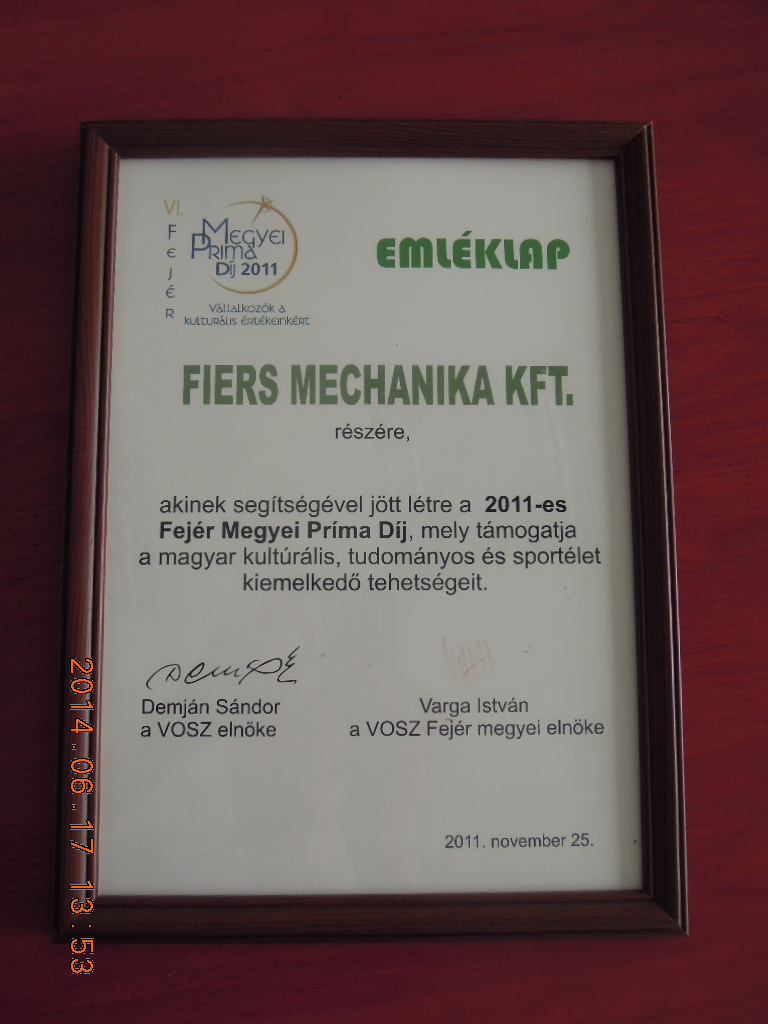 VI.
FEJÉR
MEGYEI
PRIMA
DÍJ 2011
VÁLLALKOZÓK A
KULTURÁLIS ÉRTÉKEINKÉRT
EMLÉKLAP
FIERS MECHANIKA KFT.
részére,
akinek segítségével jött létre a 2011-es
Fejér Megyei Príma Díj, mely támogatja
a magyar kultúrális, tudományos és sportélet
kiemelkedő tehetségeit.
Demján Sándor
a VOSZ elnöke
Varga István
a VOSZ Fejér megyei elnöke
2011. november 25.
2014.06.17 13:53